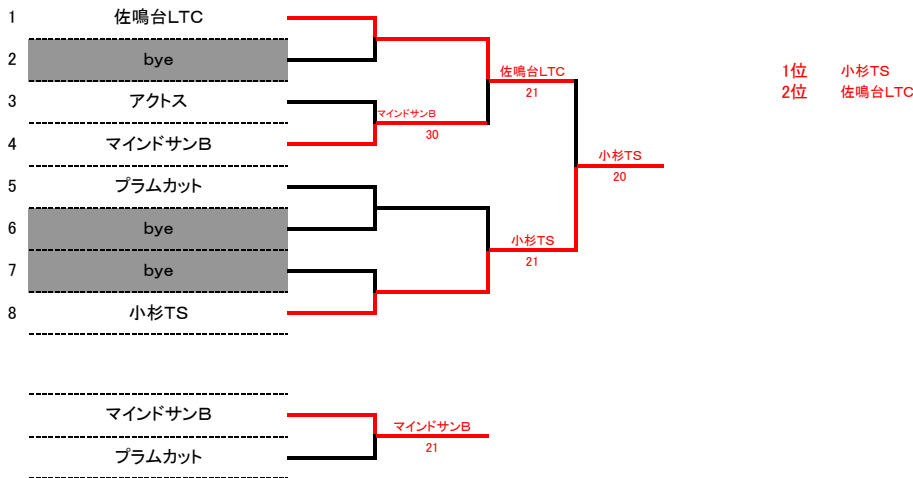 1 佐鳴台LTC
2 bye
3 アクトス
4 マインドサンB
5 プラムカット
6 bye
7 bye
8 小杉TS
マインドサンB
30
佐鳴台LTC
21
小杉TS
21
小杉TS
20
1位 小杉TS
2位 佐鳴台LTC
マインドサンB
プラムカット
マインドサンB
21